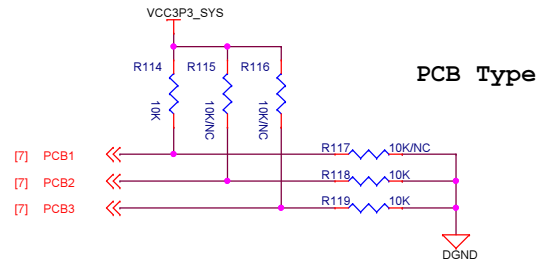 VCC3P3_SYS
R114 R115 R116
PCB Type
10K 10K/NC 10K/NC
[7] PCB1 R117 10K/NC
[7] PCB2 R118 10K
[7] PCB3 R119 10K
DGND